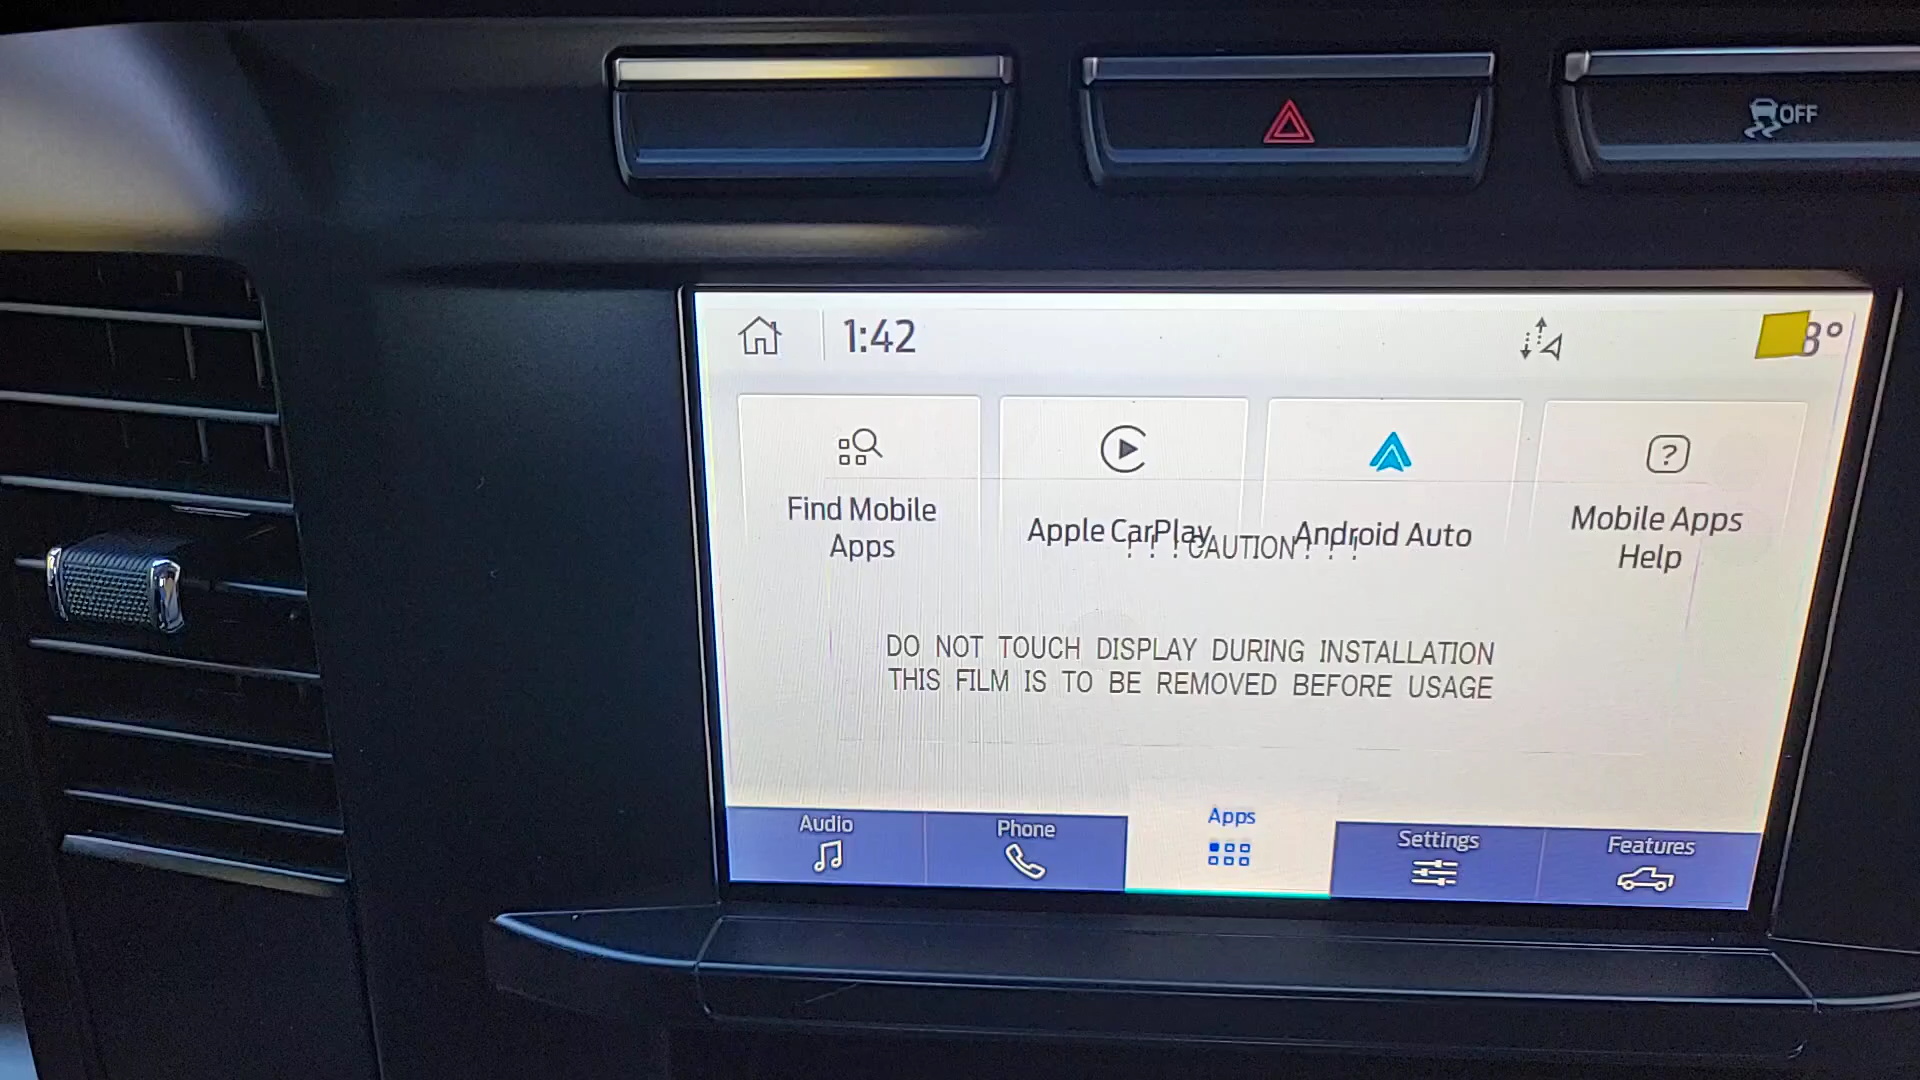 OFF
1:42
8°
Find Mobile
Apps
Apple CarPlay
Android Auto
Mobile Apps
Help
! ! !CAUTION! ! !
DO NOT TOUCH DISPLAY DURING INSTALLATION
THIS FILM IS TO BE REMOVED BEFORE USAGE
Audio
Phone
Apps
Settings
Features